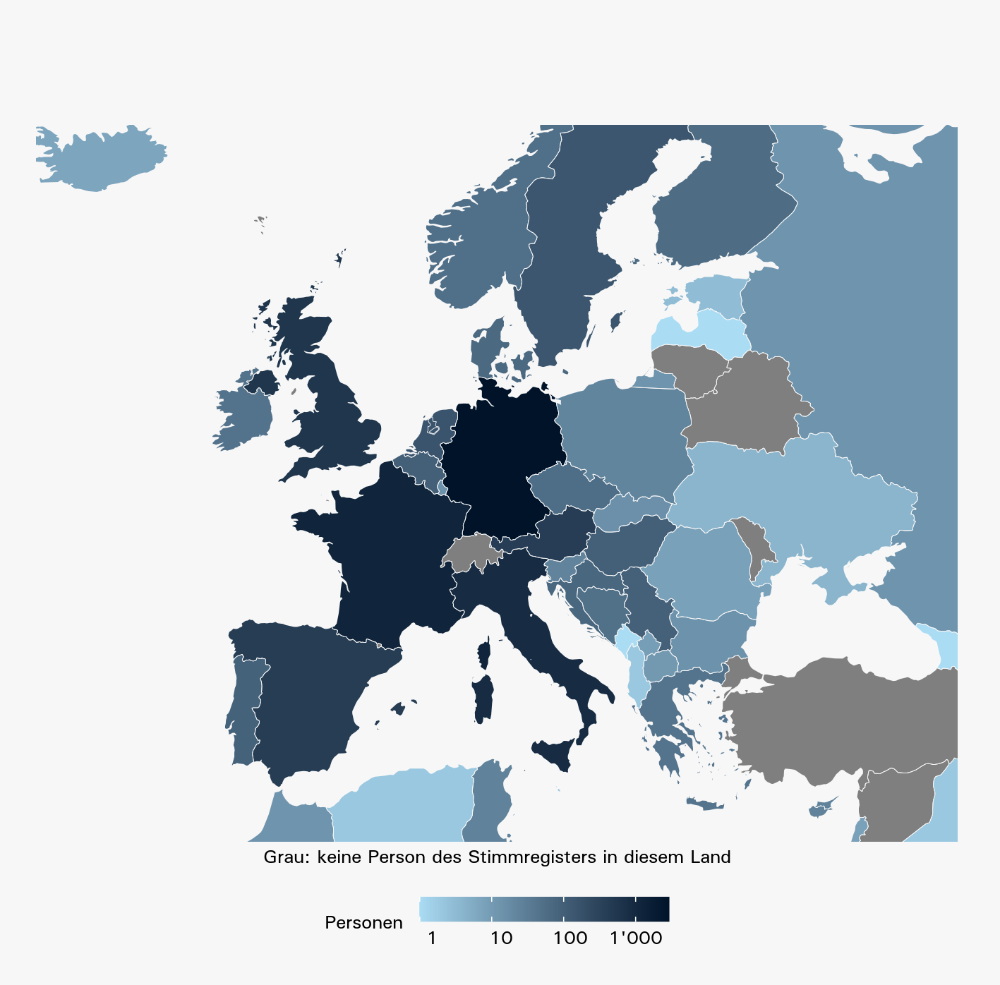 Grau: keine Person des Stimmregisters in diesem Land
Personen
1 10 100 1'000